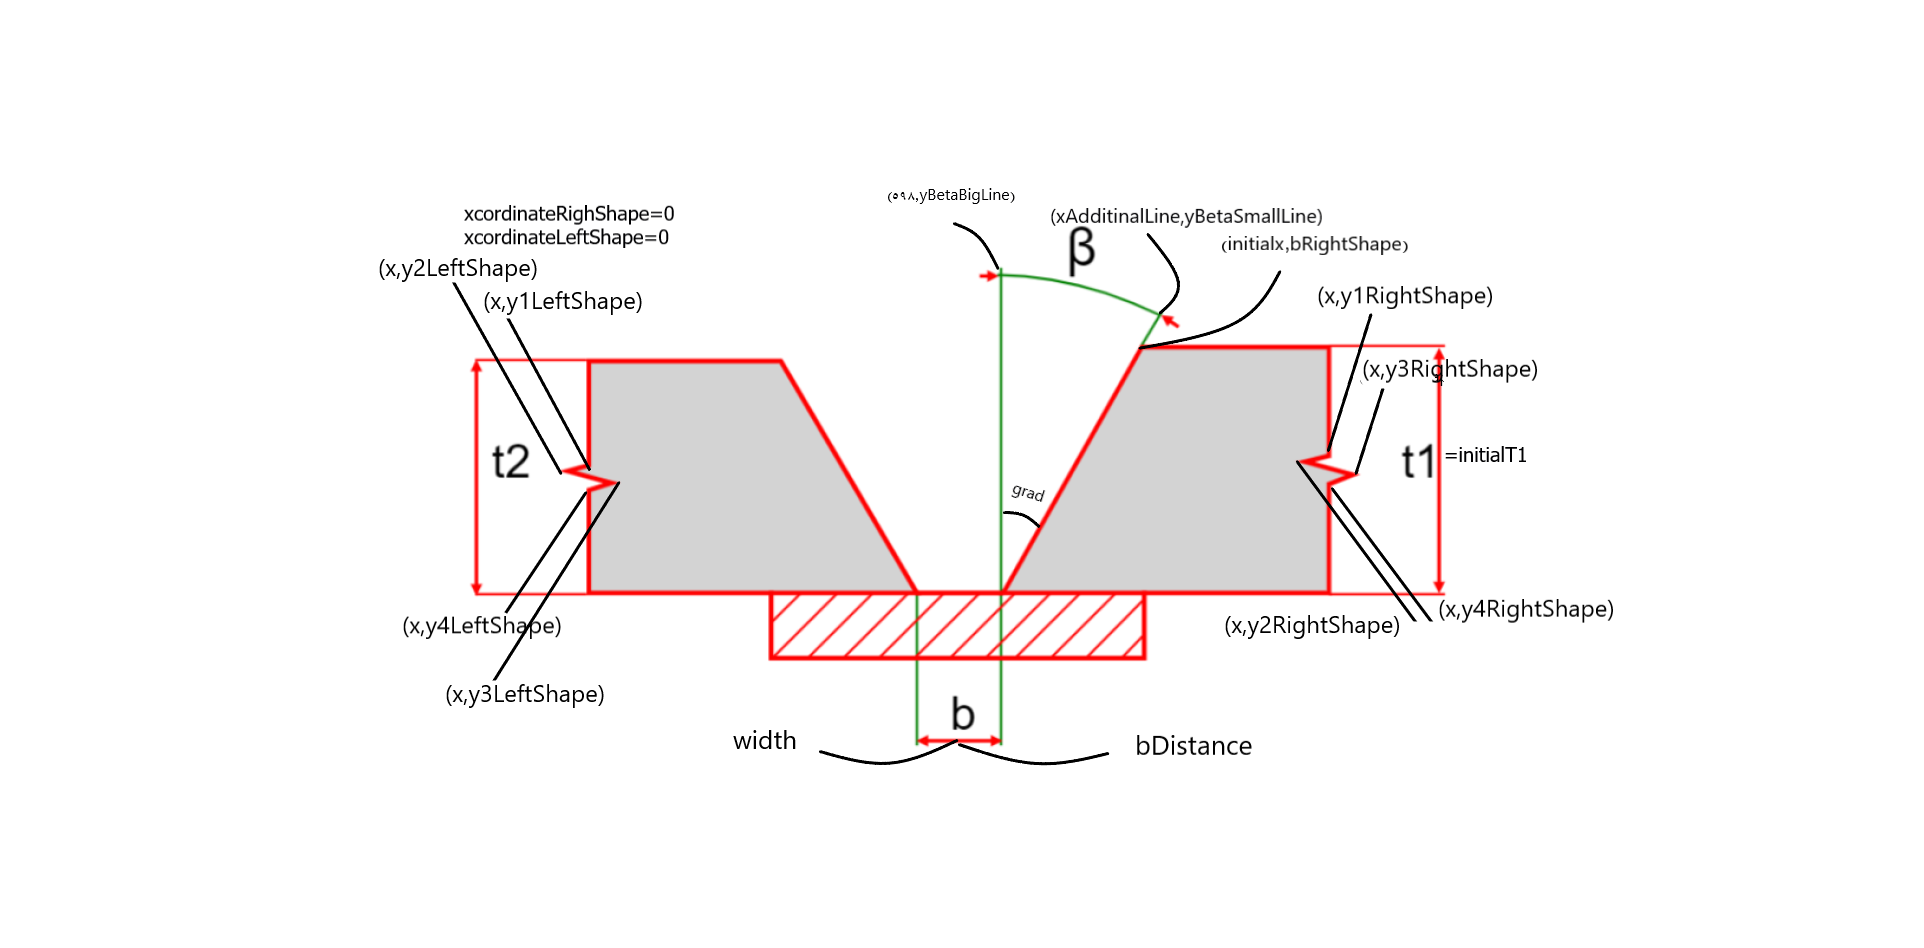 (٥٩٨,yBetaBigLine)
xcordinateRighShape=0
xcordinateLeftShape=0
(xAdditinalLine,yBetaSmallLine)
β
(initialx,bRightShape)
(x,y2LeftShape)
(x,y1LeftShape)
(x,y1RightShape)
(x,y3RightShape)
t2
t1
=initialT1
grad
(x,y4LeftShape)
(x,y2RightShape)
(x,y4RightShape)
(x,y3LeftShape)
b
width
bDistance